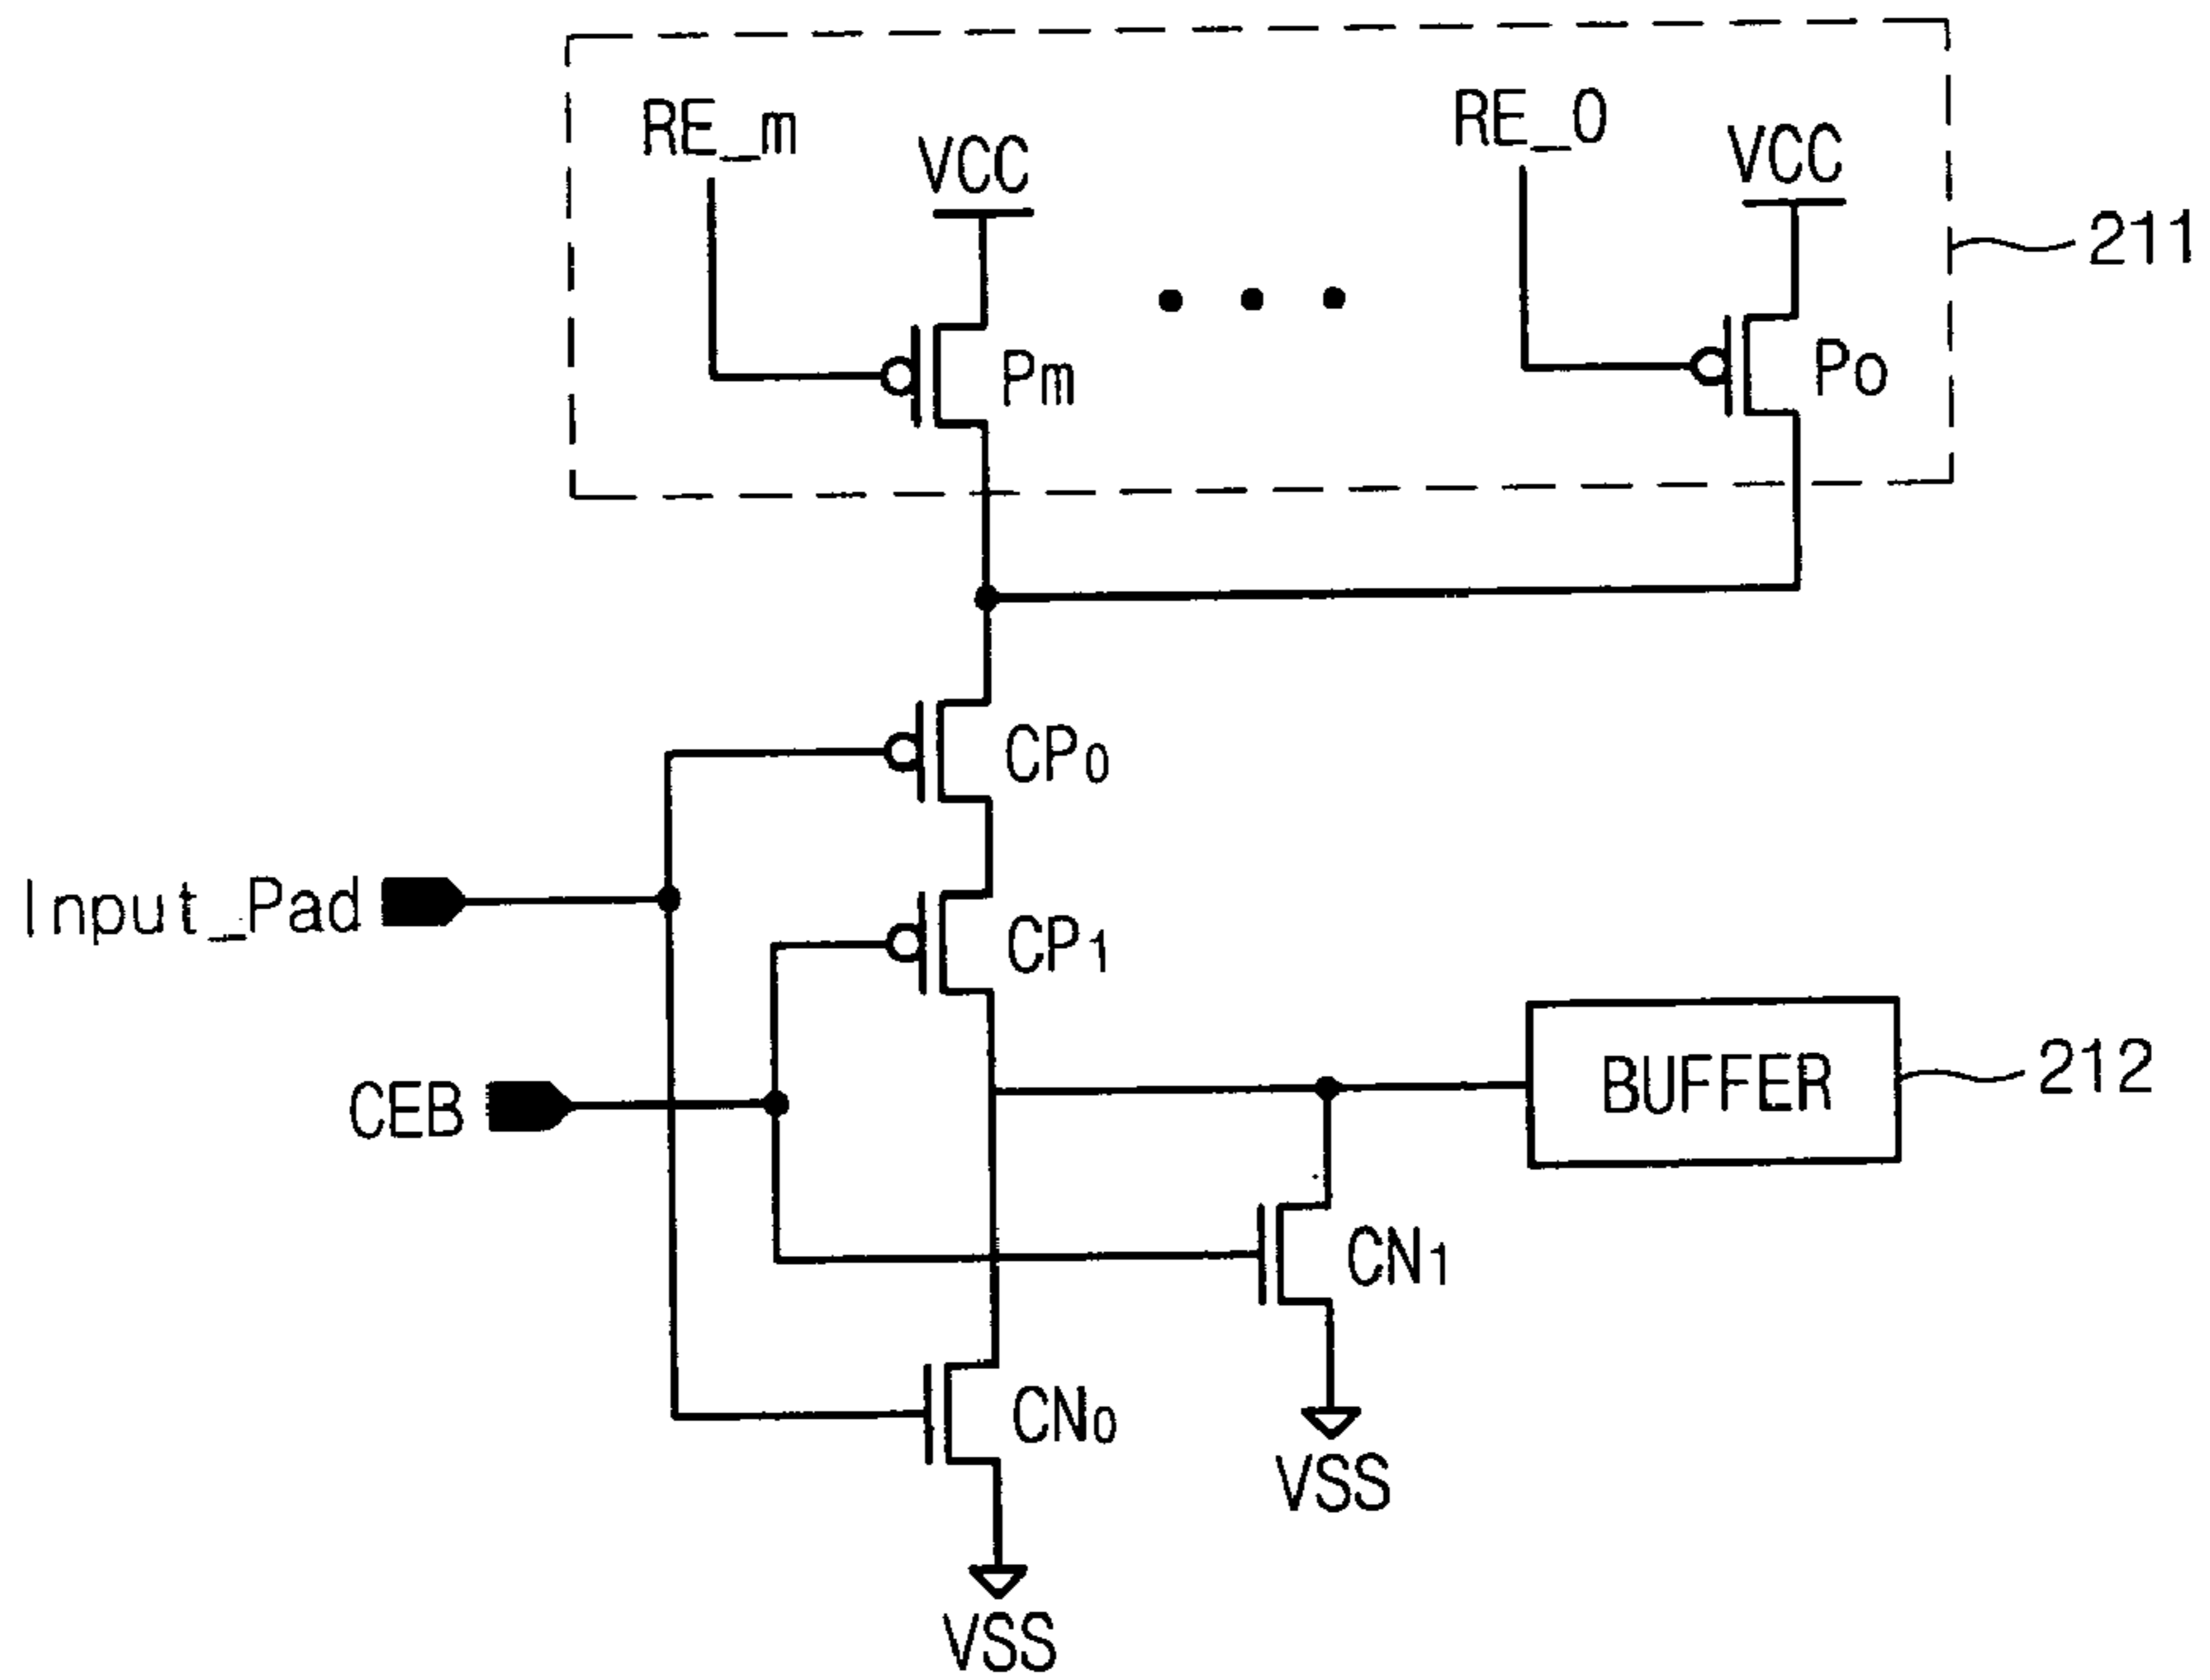 RE_m
VCC
RE_0
VCC
211
Pm
Po
CP0
Input_Pad
CP1
CEB
BUFFER
212
CN1
CN0
VSS
VSS